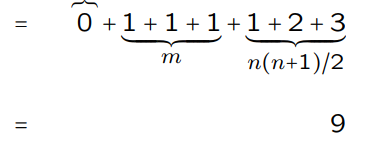 = 0 + 1 + 1 + 1 + 1 + 2 + 3
m n(n+1)/2
= 9